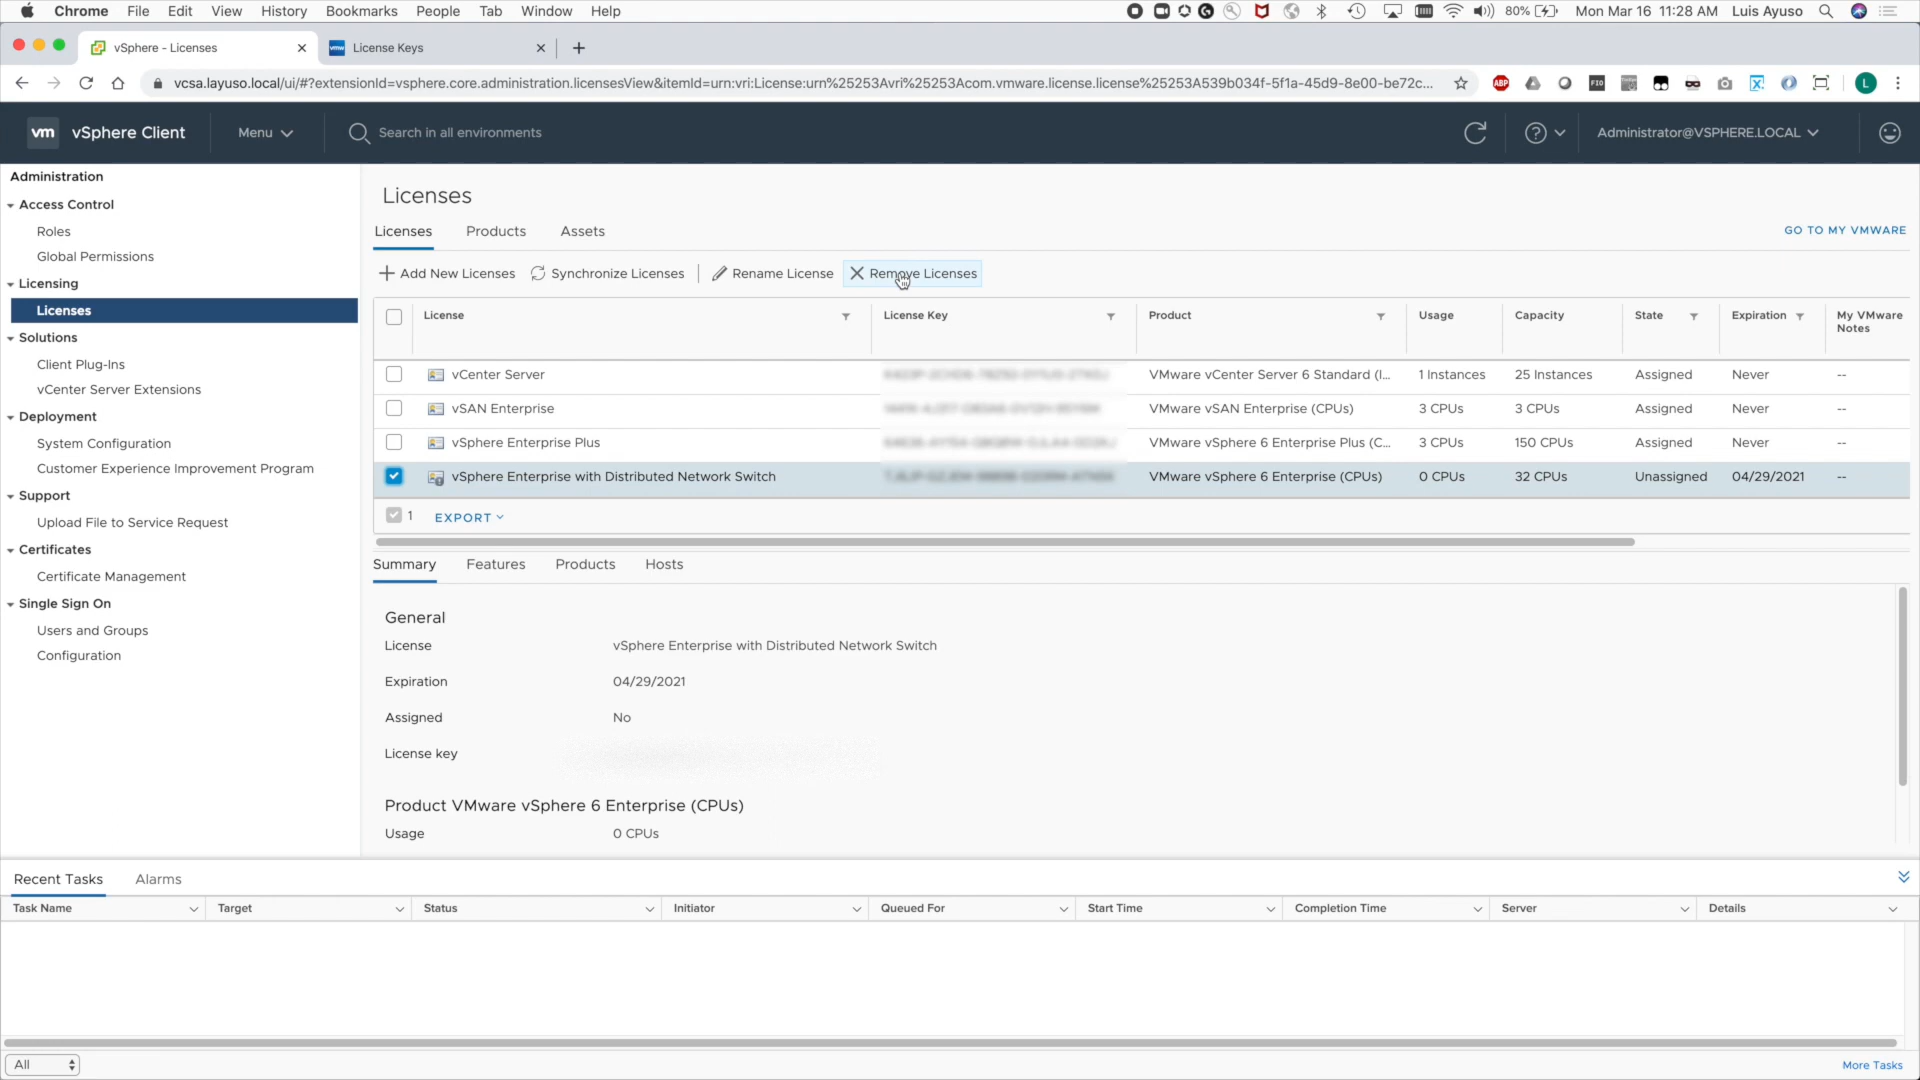 Chrome File Edit View History Bookmarks People Tab Window Help 80% Mon Mar 16 11:28 AM Luis Ayuso
vSphere - Licenses
vmw License Keys
vcsa.layuso.local/ui/#?extensionId=vsphere.core.administration.licensesView&itemId=urn:vri:License:urn%25253Avri%25253Acom.vmware.license.license%25253A539b034f-5f1a-45d9-8e00-be72c...
ABP FIO L
vm vSphere Client Menu Search in all environments Administrator@VSPHERE.LOCAL
Administration
Access Control
Roles
Global Permissions
Licensing
Licenses
Solutions
Client Plug-Ins
vCenter Server Extensions
Deployment
System Configuration
Customer Experience Improvement Program
Support
Upload File to Service Request
Certificates
Certificate Management
Single Sign On
Users and Groups
Configuration
Licenses
Licenses Products Assets GO TO MY VMWARE
Add New Licenses Synchronize Licenses Rename License Remove Licenses
License License Key Product Usage Capacity State Expiration My VMware
Notes
vCenter Server VMware vCenter Server 6 Standard (I... 1 Instances 25 Instances Assigned Never --
vSAN Enterprise VMware vSAN Enterprise (CPUs) 3 CPUs 3 CPUs Assigned Never --
vSphere Enterprise Plus VMware vSphere 6 Enterprise Plus (C... 3 CPUs 150 CPUs Assigned Never --
vSphere Enterprise with Distributed Network Switch VMware vSphere 6 Enterprise (CPUs) 0 CPUs 32 CPUs Unassigned 04/29/2021 --
1 EXPORT
Summary Features Products Hosts
General
License vSphere Enterprise with Distributed Network Switch
Expiration 04/29/2021
Assigned No
License key
Product VMware vSphere 6 Enterprise (CPUs)
Usage 0 CPUs
Recent Tasks Alarms
Task Name Target Status Initiator Queued For Start Time Completion Time Server Details
All More Tasks